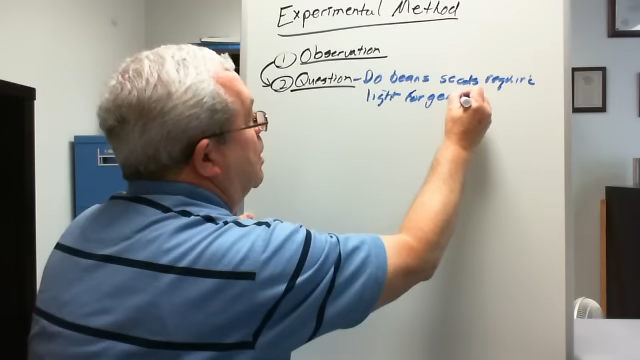 Experimental Method
① Observation
② Question - Do beans seeds require
light for ge